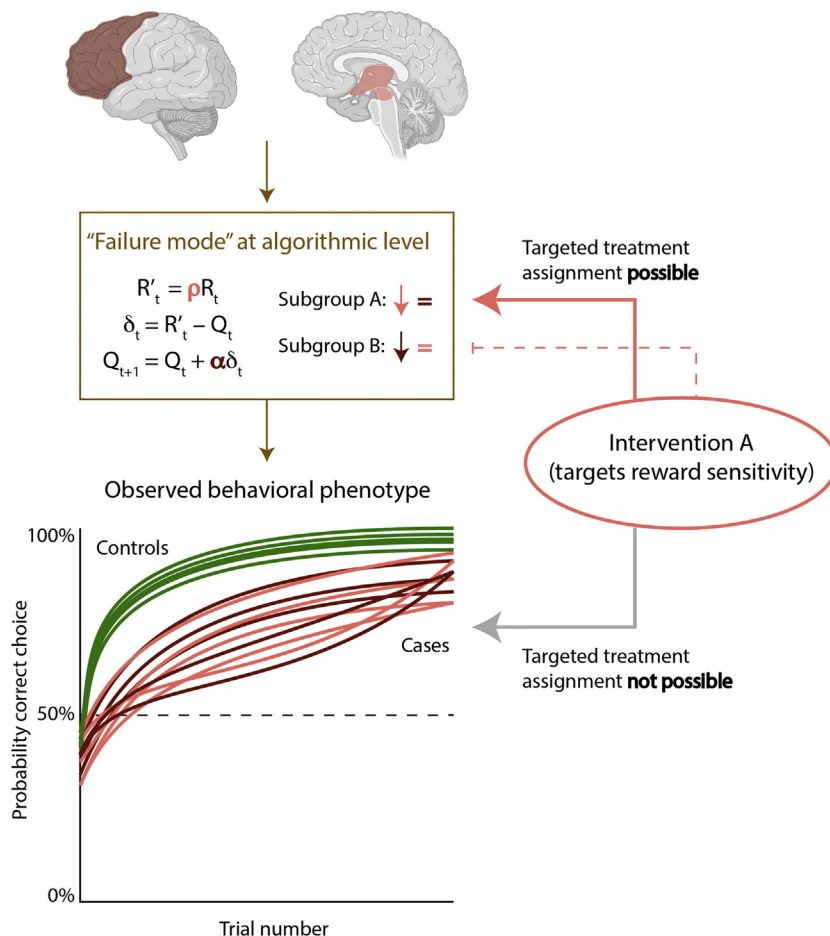 “Failure mode” at algorithmic level
R′t = ρRt
δt = R′t – Qt
Qt+1 = Qt + αδt
Subgroup A: ↓ =
Subgroup B: ↓ =
Targeted treatment
assignment possible
Intervention A
(targets reward sensitivity)
Targeted treatment
assignment not possible
Observed behavioral phenotype
100%
Controls
Cases
50%
0%
Probability correct choice
Trial number